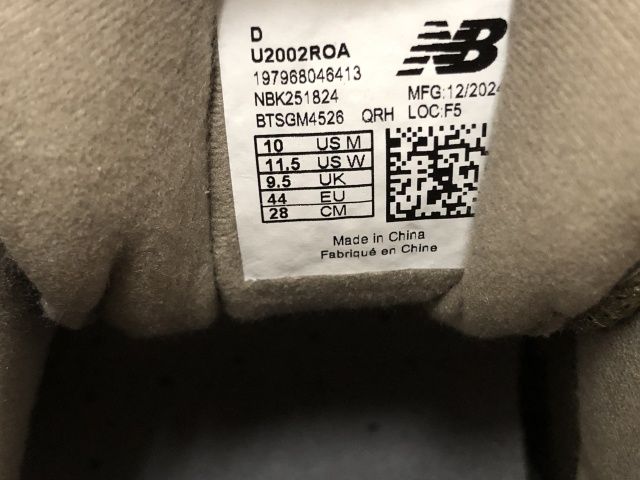 D
U2002ROA
NB
197968046413
NBK251824 MFG:12/2024
BTSGM4526 QRH LOC:F5
10 US M
11.5 US W
9.5 UK
44 EU
28 CM
Made in China
Fabriqué en Chine